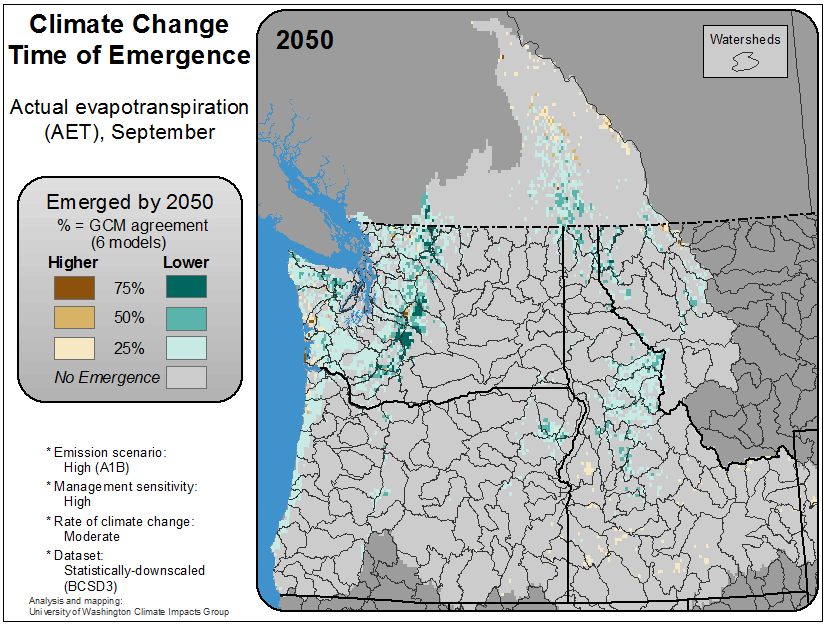 Climate Change
Time of Emergence
Actual evapotranspiration
(AET), September
Emerged by 2050
% = GCM agreement
(6 models)
Higher Lower
75%
50%
25%
No Emergence
* Emission scenario:
High (A1B)
* Management sensitivity:
High
* Rate of climate change:
Moderate
* Dataset:
Statistically-downscaled
(BCSD3)
Analysis and mapping:
University of Washington Climate Impacts Group
2050
Watersheds